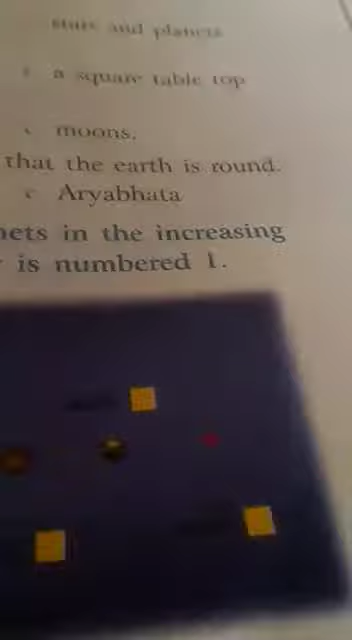 stars and planets
c a square table top
c moons.
that the earth is round.
c Aryabhata
nets in the increasing
is numbered 1.